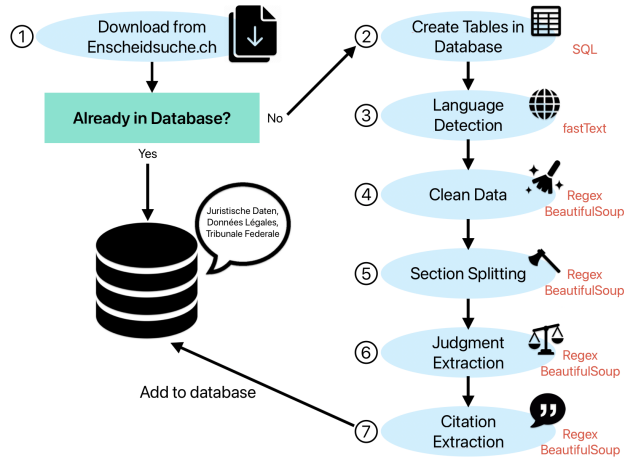 1
Download from
Enscheidsuche.ch
Already in Database?
No
Yes
Juristische Daten,
Données Légales,
Tribunale Federale
Add to database
2
Create Tables in
Database
SQL
3
Language
Detection
fastText
4
Clean Data
Regex
BeautifulSoup
5
Section Splitting
Regex
BeautifulSoup
6
Judgment
Extraction
Regex
BeautifulSoup
7
Citation
Extraction
Regex
BeautifulSoup